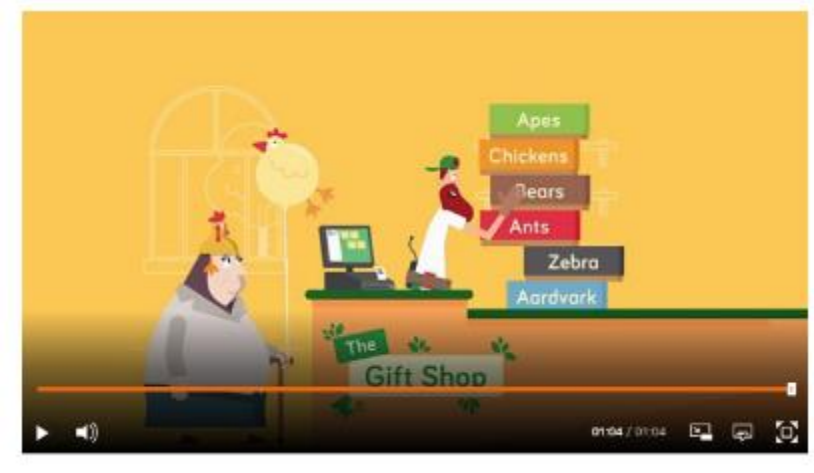 Apes
Chickens
Bears
Ants
Zebra
Aardvark
The
Gift Shop
01:04 / 01:04